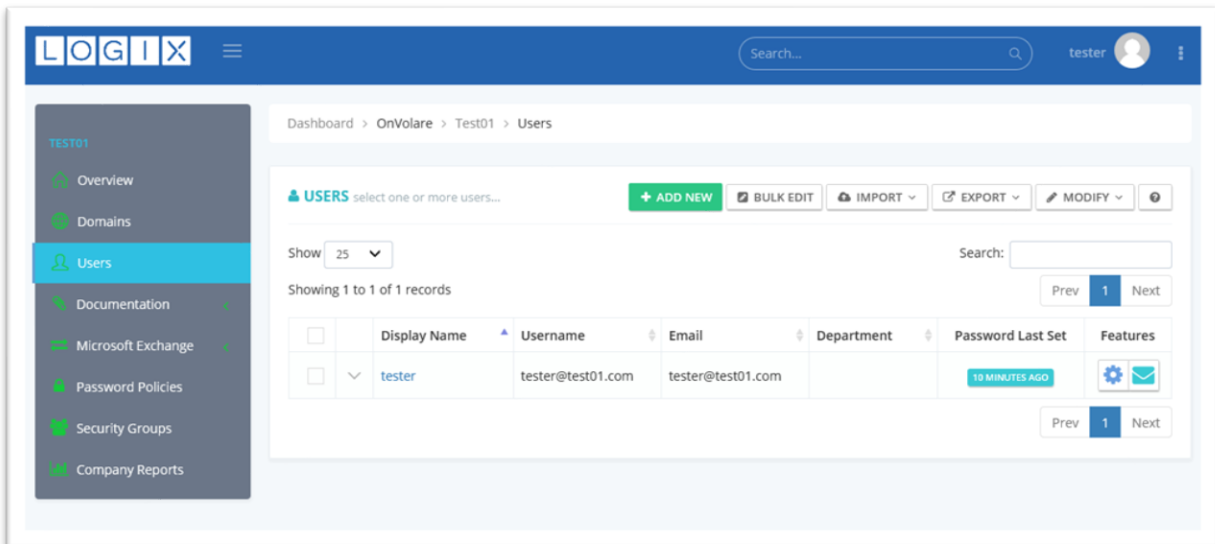 LOGIX
Search...
tester
Dashboard > OnVolare > Test01 > Users
TEST01
Overview
Domains
Users
Documentation
Microsoft Exchange
Password Policies
Security Groups
Company Reports
USERS select one or more users...
+ ADD NEW
BULK EDIT
IMPORT
EXPORT
MODIFY
?
Show 25
Search:
Showing 1 to 1 of 1 records
Prev 1 Next
Display Name Username Email Department Password Last Set Features
tester tester@test01.com tester@test01.com 10 MINUTES AGO
Prev 1 Next